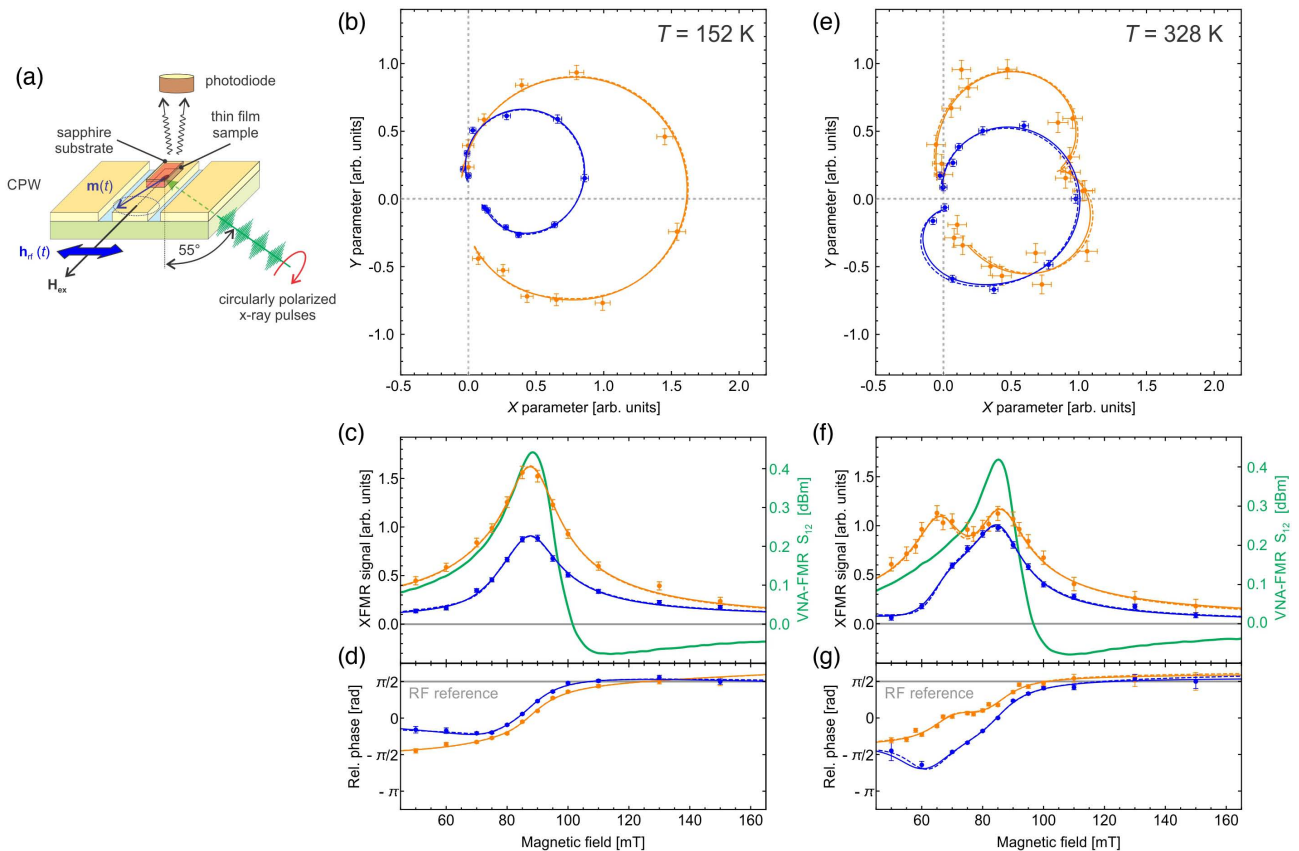 (a)
photodiode
sapphire
substrate
thin film
sample
CPW
m(t)
h_rf (t)
55°
H_ex
circularly polarized
x-ray pulses
(b)
T = 152 K
1.0
0.5
0.0
-0.5
-1.0
Y parameter [arb. units]
-0.5 0.0 0.5 1.0 1.5 2.0
X parameter [arb. units]
(e)
T = 328 K
1.0
0.5
0.0
-0.5
-1.0
Y parameter [arb. units]
-0.5 0.0 0.5 1.0 1.5 2.0
X parameter [arb. units]
(c)
1.5
1.0
0.5
0.0
XFMR signal [arb. units]
0.4
0.3
0.2
0.1
0.0
VNA-FMR S₁₂ [dBm]
(f)
1.5
1.0
0.5
0.0
XFMR signal [arb. units]
0.4
0.3
0.2
0.1
0.0
VNA-FMR S₁₂ [dBm]
(d)
π/2
0
- π/2
- π
Rel. phase [rad]
RF reference
60 80 100 120 140 160
Magnetic field [mT]
(g)
π/2
0
- π/2
- π
Rel. phase [rad]
RF reference
60 80 100 120 140 160
Magnetic field [mT]